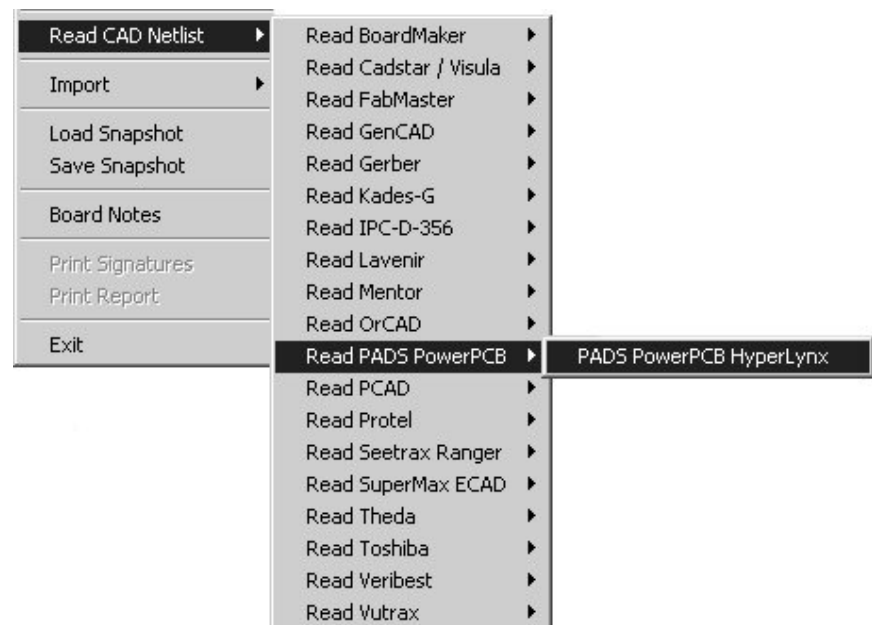 Read CAD Netlist
Import
Load Snapshot
Save Snapshot
Board Notes
Print Signatures
Print Report
Exit
Read BoardMaker
Read Cadstar / Visula
Read FabMaster
Read GenCAD
Read Gerber
Read Kades-G
Read IPC-D-356
Read Lavenir
Read Mentor
Read OrCAD
Read PADS PowerPCB
Read PCAD
Read Protel
Read Seetrax Ranger
Read SuperMax ECAD
Read Theda
Read Toshiba
Read Veribest
Read Vutrax
PADS PowerPCB HyperLynx